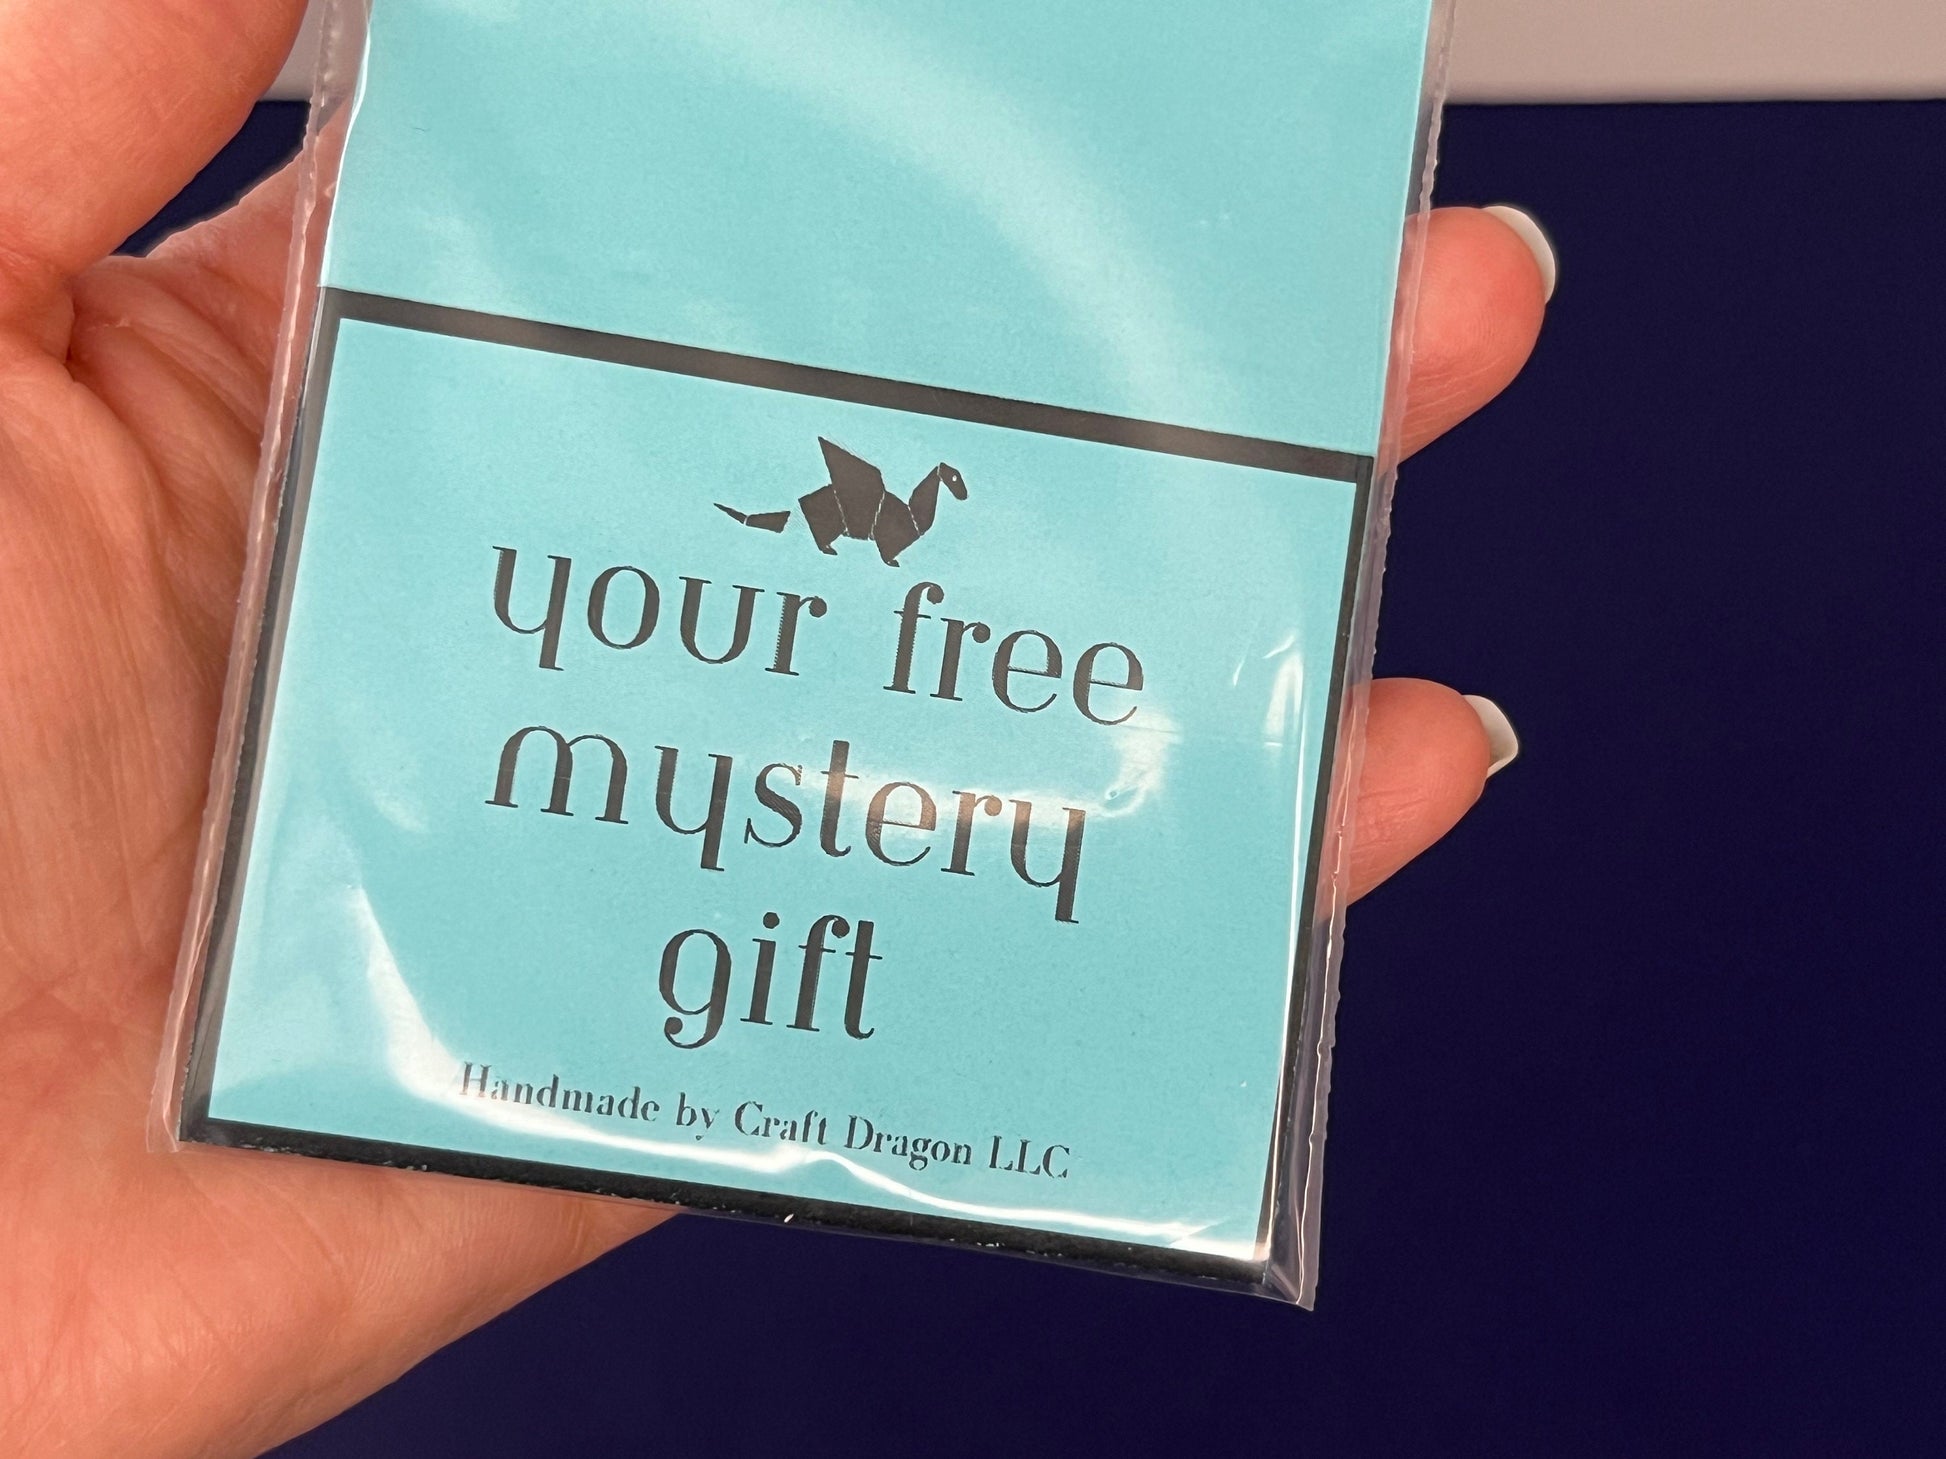 your free
mystery
gift
Handmade by Craft Dragon LLC